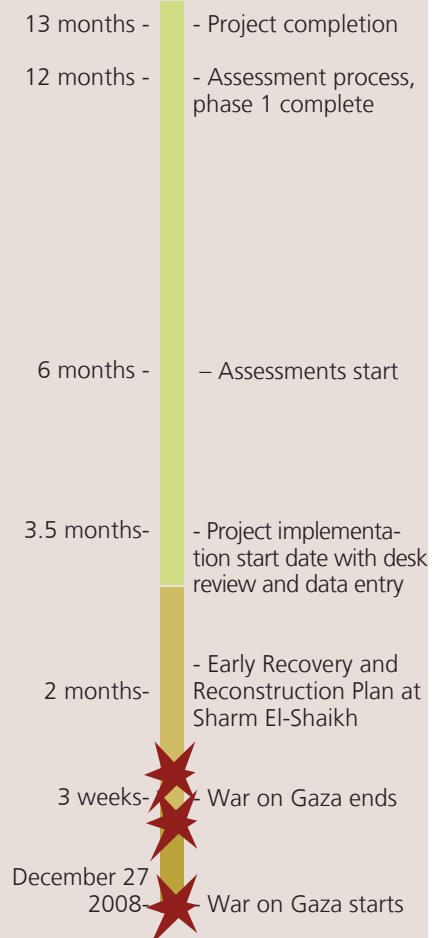 13 months - - Project completion
12 months - - Assessment process,
phase 1 complete
6 months - – Assessments start
3.5 months- - Project implementa-
tion start date with desk
review and data entry
- Early Recovery and
2 months- Reconstruction Plan at
Sharm El-Shaikh
3 weeks- - War on Gaza ends
December 27
2008- - War on Gaza starts